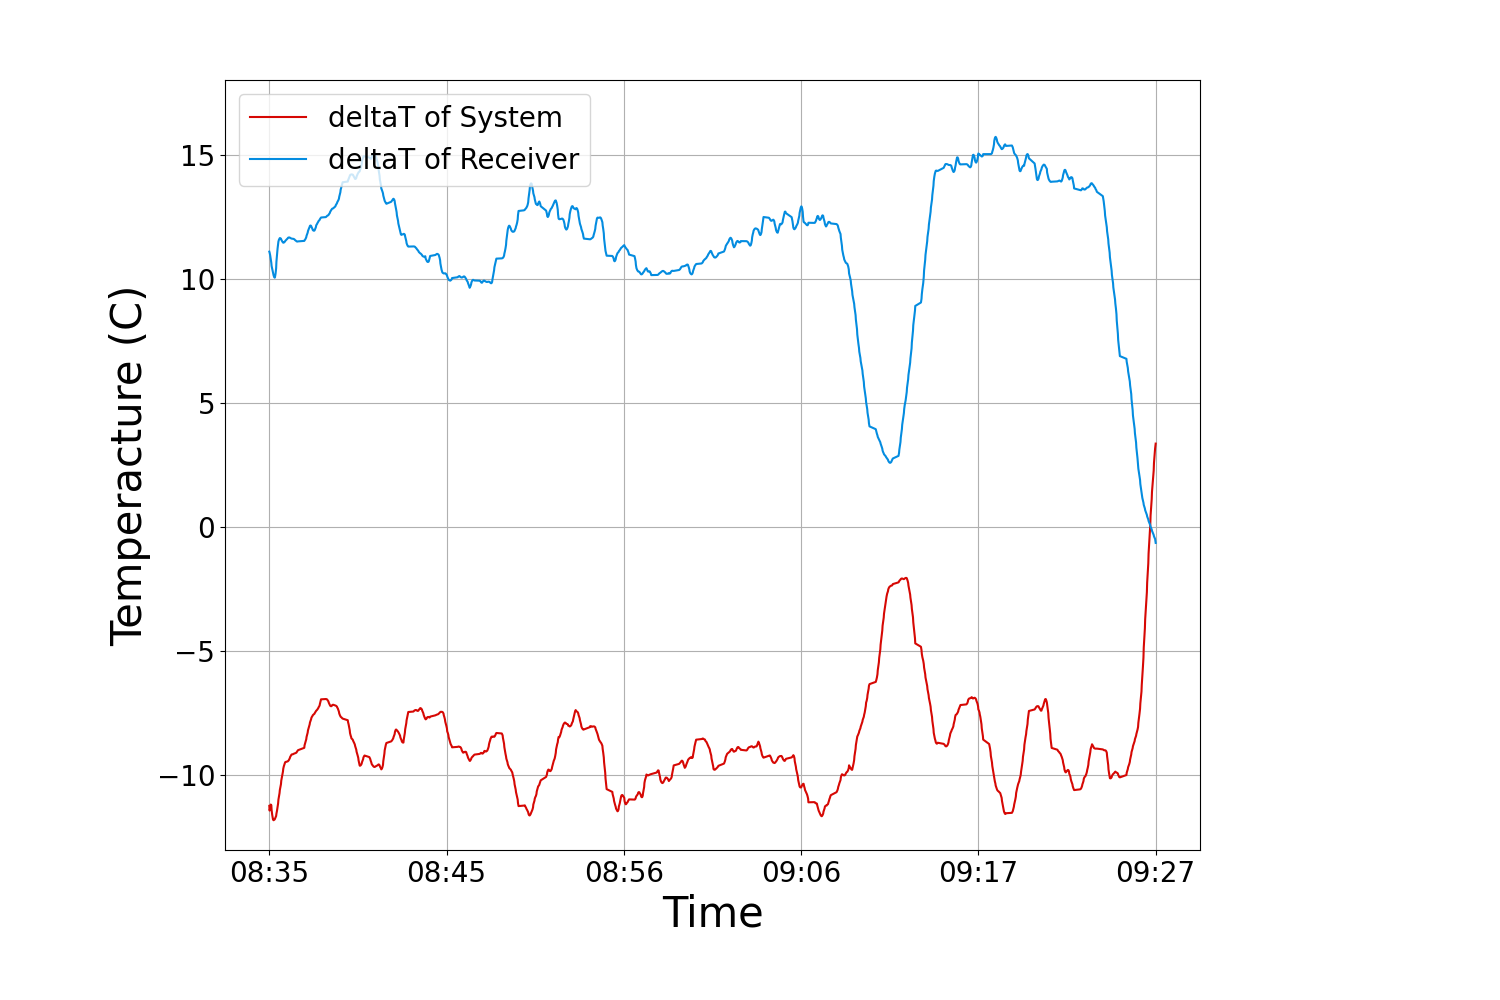 deltaT of System
deltaT of Receiver
15
10
5
0
−5
−10
Temperacture (C)
08:35 08:45 08:56 09:06 09:17 09:27
Time